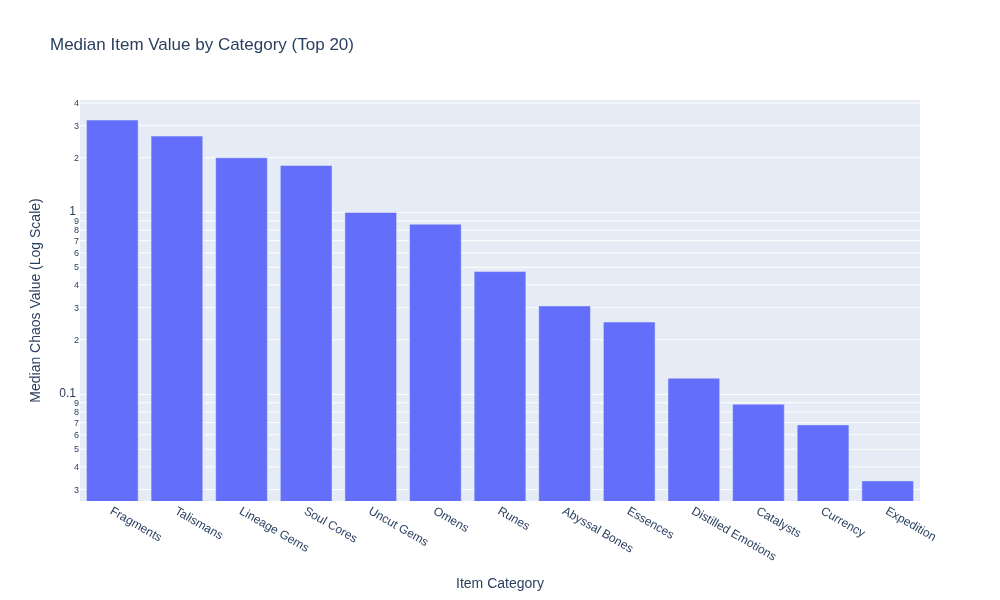 Median Item Value by Category (Top 20)
Median Chaos Value (Log Scale)
4
3
2
1
9
8
7
6
5
4
3
2
0.1
9
8
7
6
5
4
3
Fragments
Talismans
Lineage Gems
Soul Cores
Uncut Gems
Omens
Runes
Abyssal Bones
Essences
Distilled Emotions
Catalysts
Currency
Expedition
Item Category